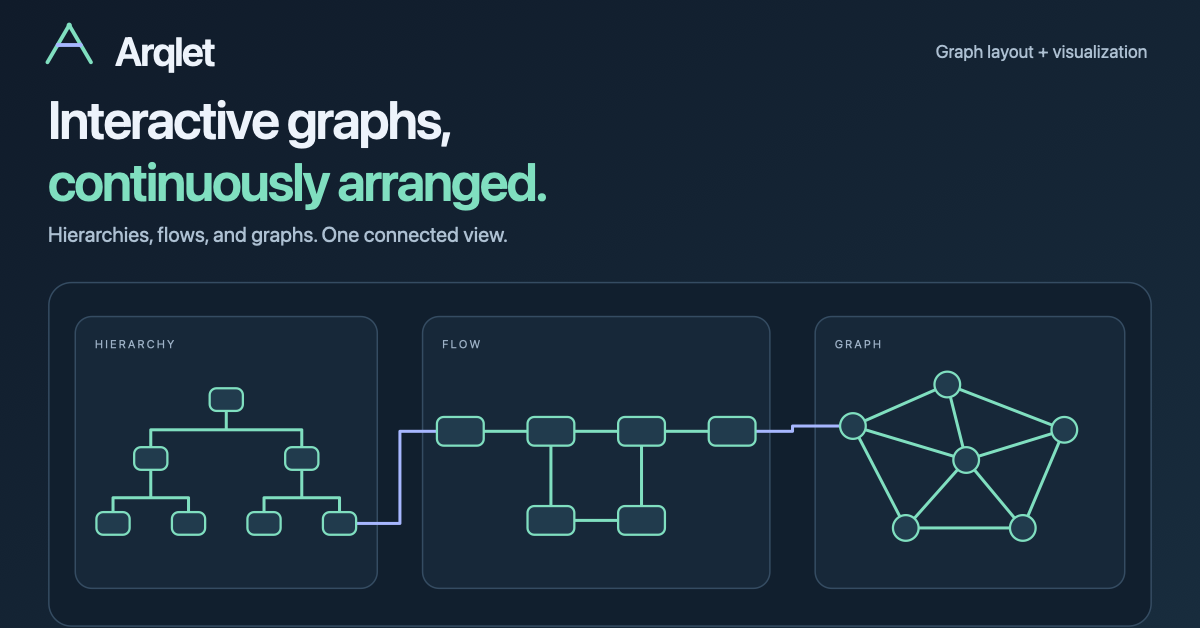 Arqlet
Graph layout + visualization
Interactive graphs,
continuously arranged.
Hierarchies, flows, and graphs. One connected view.
HIERARCHY
FLOW
GRAPH